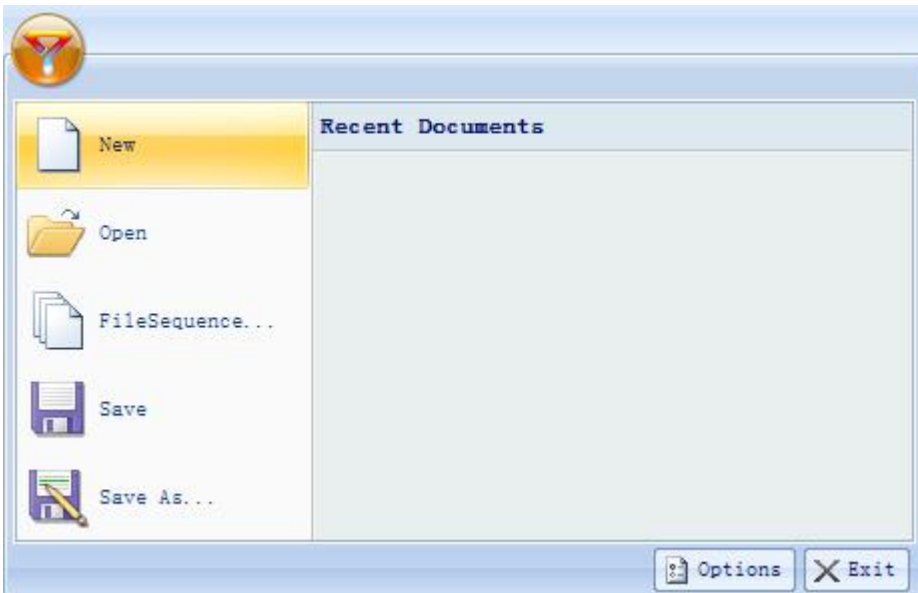 New
Recent Documents
Open
FileSequence...
Save
Save As...
Options
Exit